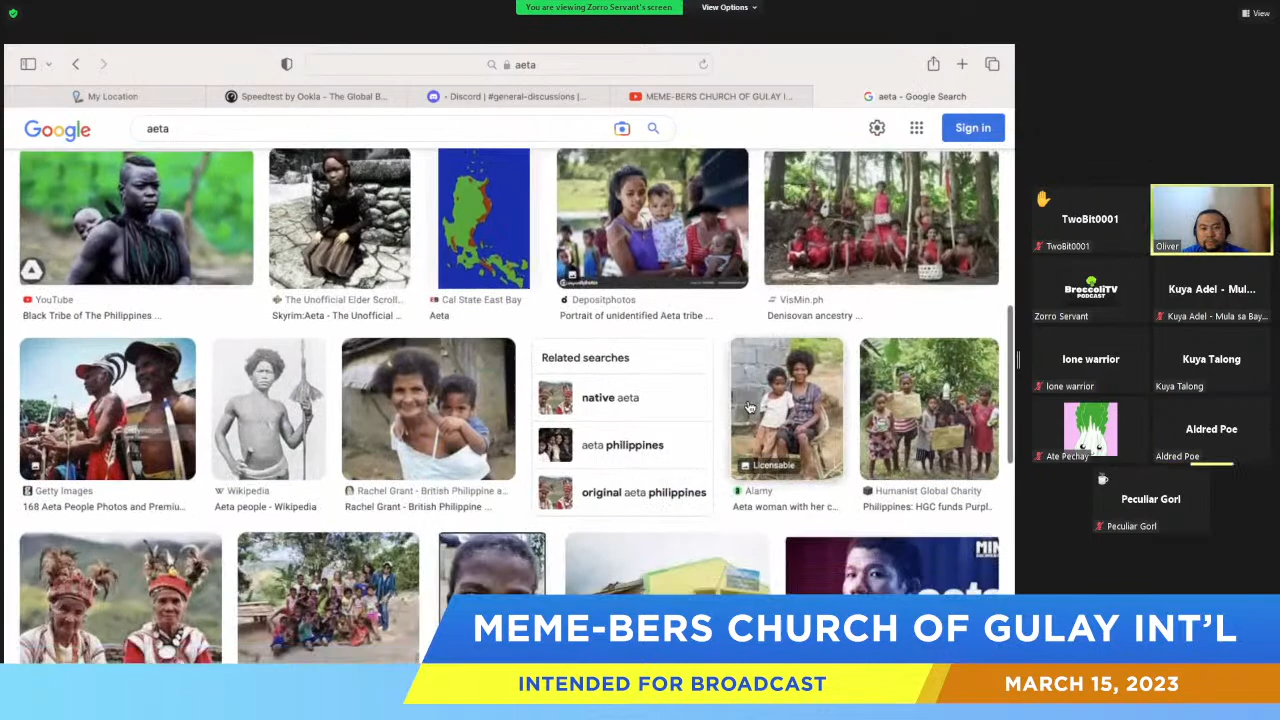 You are viewing Zorro Servant's screen
View Options
View
aeta
My Location
Speedtest by Ookla - The Global B...
- Discord | #general-discussions |...
MEME-BERS CHURCH OF GULAY I...
aeta - Google Search
Google
aeta
Sign in
YouTube
Black Tribe of The Philippines ...
The Unofficial Elder Scroll..
Skyrim:Aeta - The Unofficial ...
Cal State East Bay
Aeta
Depositphotos
Portrait of unidentified Aeta tribe ...
VisMin.ph
Denisovan ancestry ...
Related searches
native aeta
aeta philippines
original aeta philippines
Licensable
Getty Images
168 Aeta People Photos and Premiu...
Wikipedia
Aeta people - Wikipedia
Rachel Grant - British Philippine a...
Rachel Grant - British Philippine ...
Alamy
Aeta woman with her c...
Humanist Global Charity
Philippines: HGC funds Purpl..
TwoBit0001
TwoBit0001
Oliver
BroccoliTV
PODCAST
Zorro Servant
Kuya Adel - Mul...
Kuya Adel - Mula sa Bay...
lone warrior
lone warrior
Kuya Talong
Kuya Talong
Ate Pechay
Aldred Poe
Aldred Poe
Peculiar Gorl
Peculiar Gorl
MEME-BERS CHURCH OF GULAY INT'L
INTENDED FOR BROADCAST
MARCH 15, 2023